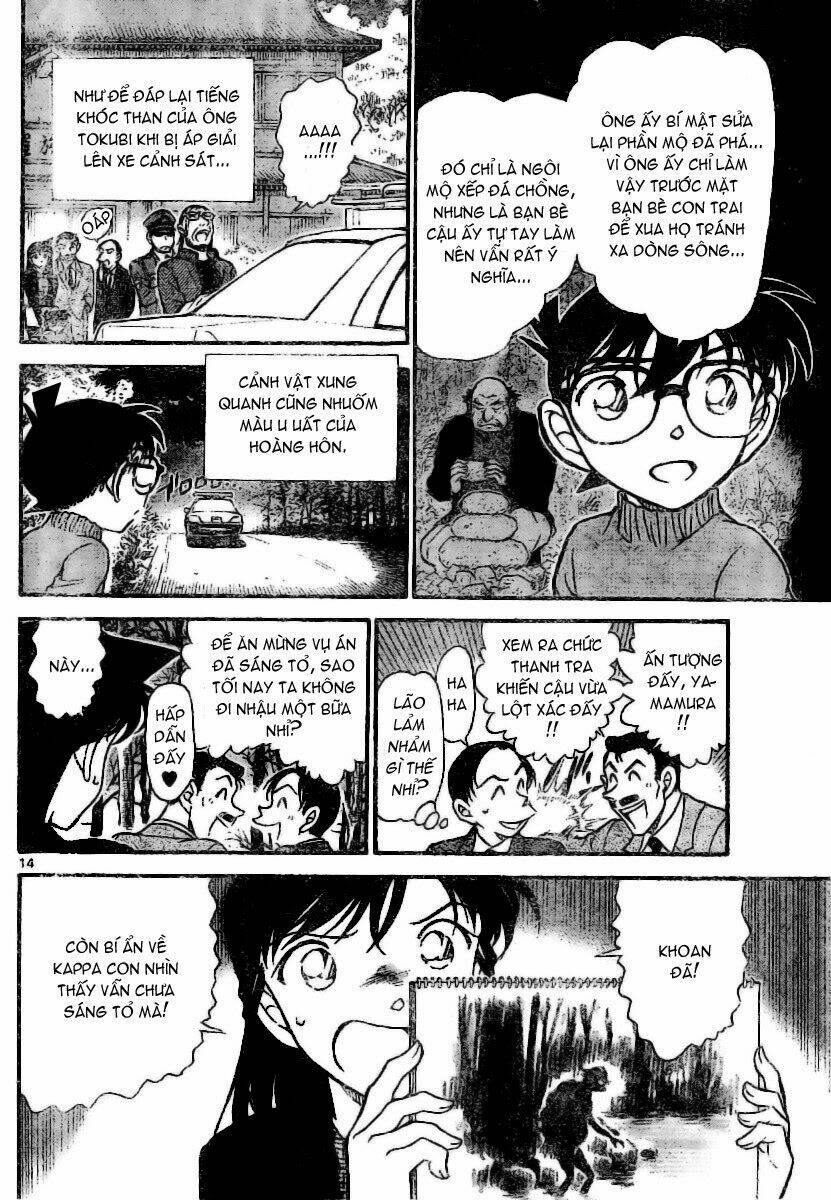 ÔNG ẤY BÍ MẬT SỬA
LẠI PHẦN MỘ ĐÃ PHÁ...
VÌ ÔNG ẤY CHỈ LÀM
VẬY TRƯỚC MẶT
BẠN BÈ CON TRAI
ĐỂ XUA HỌ TRÁNH
XA DÒNG SÔNG...
ĐÓ CHỈ LÀ NGÔI
MỘ XẾP ĐÁ CHỒNG,
NHƯNG LÀ BẠN BÈ
CẬU ẤY TỰ TAY LÀM
NÊN VẪN RẤT Ý
NGHĨA...
AAAA
...!!!
NHƯ ĐỂ ĐÁP LẠI TIẾNG
KHÓC THAN CỦA ÔNG
TOKUBI KHI BỊ ÁP GIẢI
LÊN XE CẢNH SÁT...
OÁP
CẢNH VẬT XUNG
QUANH CŨNG NHUỐM
MÀU U UẤT CỦA
HOÀNG HÔN.
ẤN TƯỢNG
ĐẤY, YA-
MAMURA
!!
XEM RA CHỨC
THANH TRA
KHIẾN CẬU VỪA
LỘT XÁC ĐẤY
!!
HA
HA
LÃO
LẢM
NHẢM
GÌ THẾ
NHỈ?
ĐỂ ĂN MỪNG VỤ ÁN
ĐÃ SÁNG TỎ, SAO
TỐI NAY TA KHÔNG
ĐI NHẬU MỘT BỮA
NHỈ?
HẤP
DẪN
ĐẤY
♥
NÀY...
14
KHOAN
ĐÃ!
CÒN BÍ ẨN VỀ
KAPPA CON NHÌN
THẤY VẪN CHƯA
SÁNG TỎ MÀ!